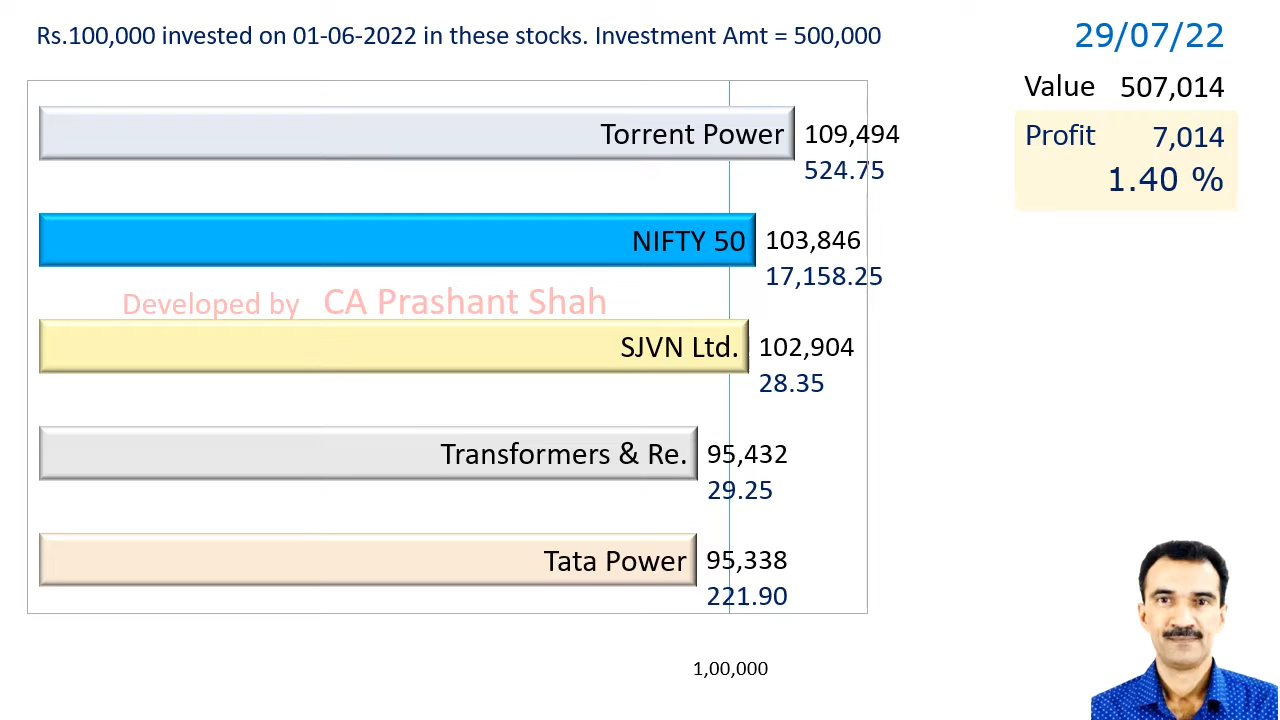 Rs.100,000 invested on 01-06-2022 in these stocks. Investment Amt = 500,000
29/07/22
Value 507,014
Profit 7,014
1.40 %
Torrent Power 109,494
524.75
NIFTY 50 103,846
17,158.25
Developed by CA Prashant Shah
SJVN Ltd. 102,904
28.35
Transformers & Re. 95,432
29.25
Tata Power 95,338
221.90
1,00,000